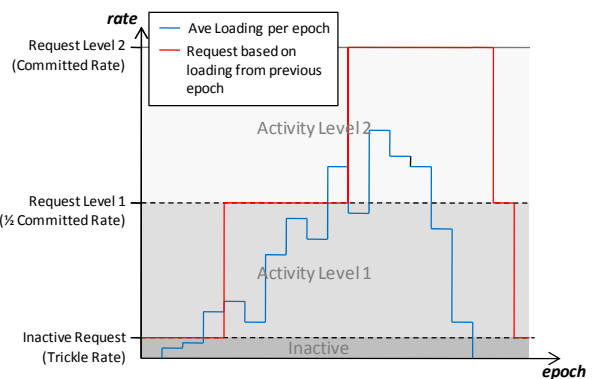 rate
Ave Loading per epoch
Request based on
loading from previous
epoch
Request Level 2
(Committed Rate)
Activity Level 2
Request Level 1
(½ Committed Rate)
Activity Level 1
Inactive Request
(Trickle Rate)
Inactive
epoch